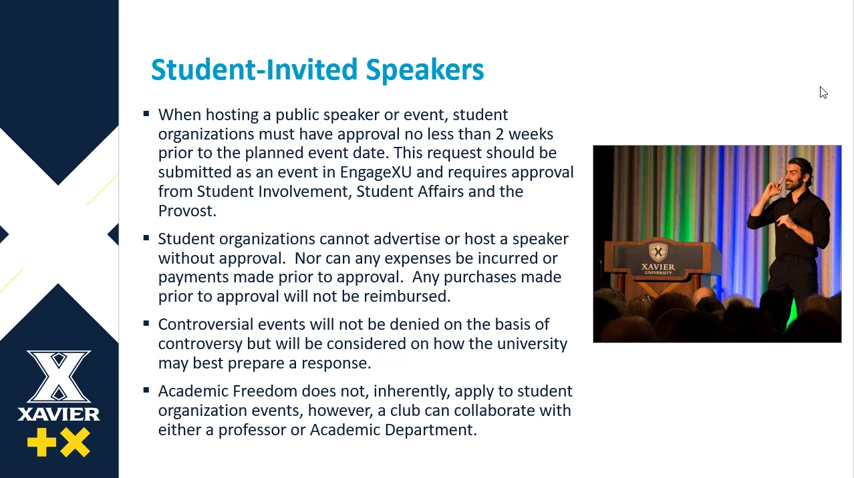 Student-Invited Speakers
▪ When hosting a public speaker or event, student
organizations must have approval no less than 2 weeks
prior to the planned event date. This request should be
submitted as an event in EngageXU and requires approval
from Student Involvement, Student Affairs and the
Provost.
▪ Student organizations cannot advertise or host a speaker
without approval.  Nor can any expenses be incurred or
payments made prior to approval.  Any purchases made
prior to approval will not be reimbursed.
▪ Controversial events will not be denied on the basis of
controversy but will be considered on how the university
may best prepare a response.
▪ Academic Freedom does not, inherently, apply to student
organization events, however, a club can collaborate with
either a professor or Academic Department.
XAVIER
UNIVERSITY
X
XAVIER